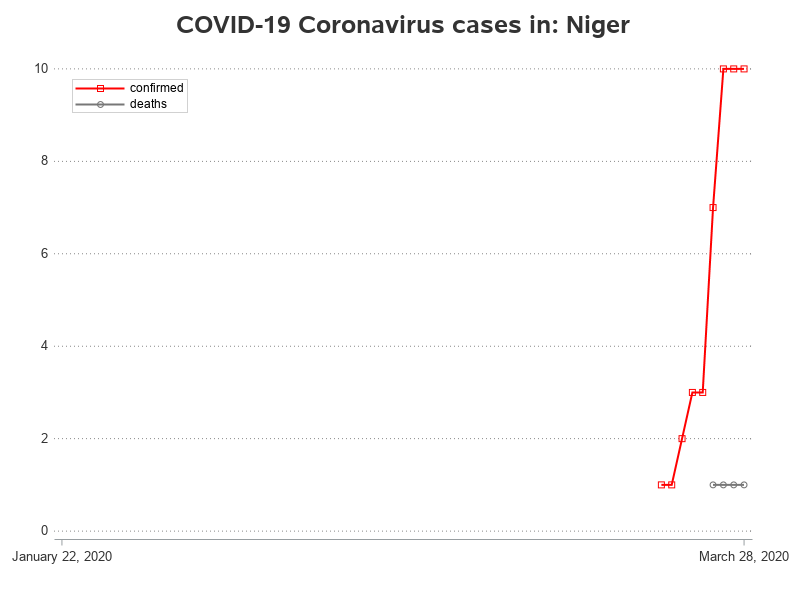 COVID-19 Coronavirus cases in: Niger
10
confirmed
deaths
8
6
4
2
0
January 22, 2020
March 28, 2020